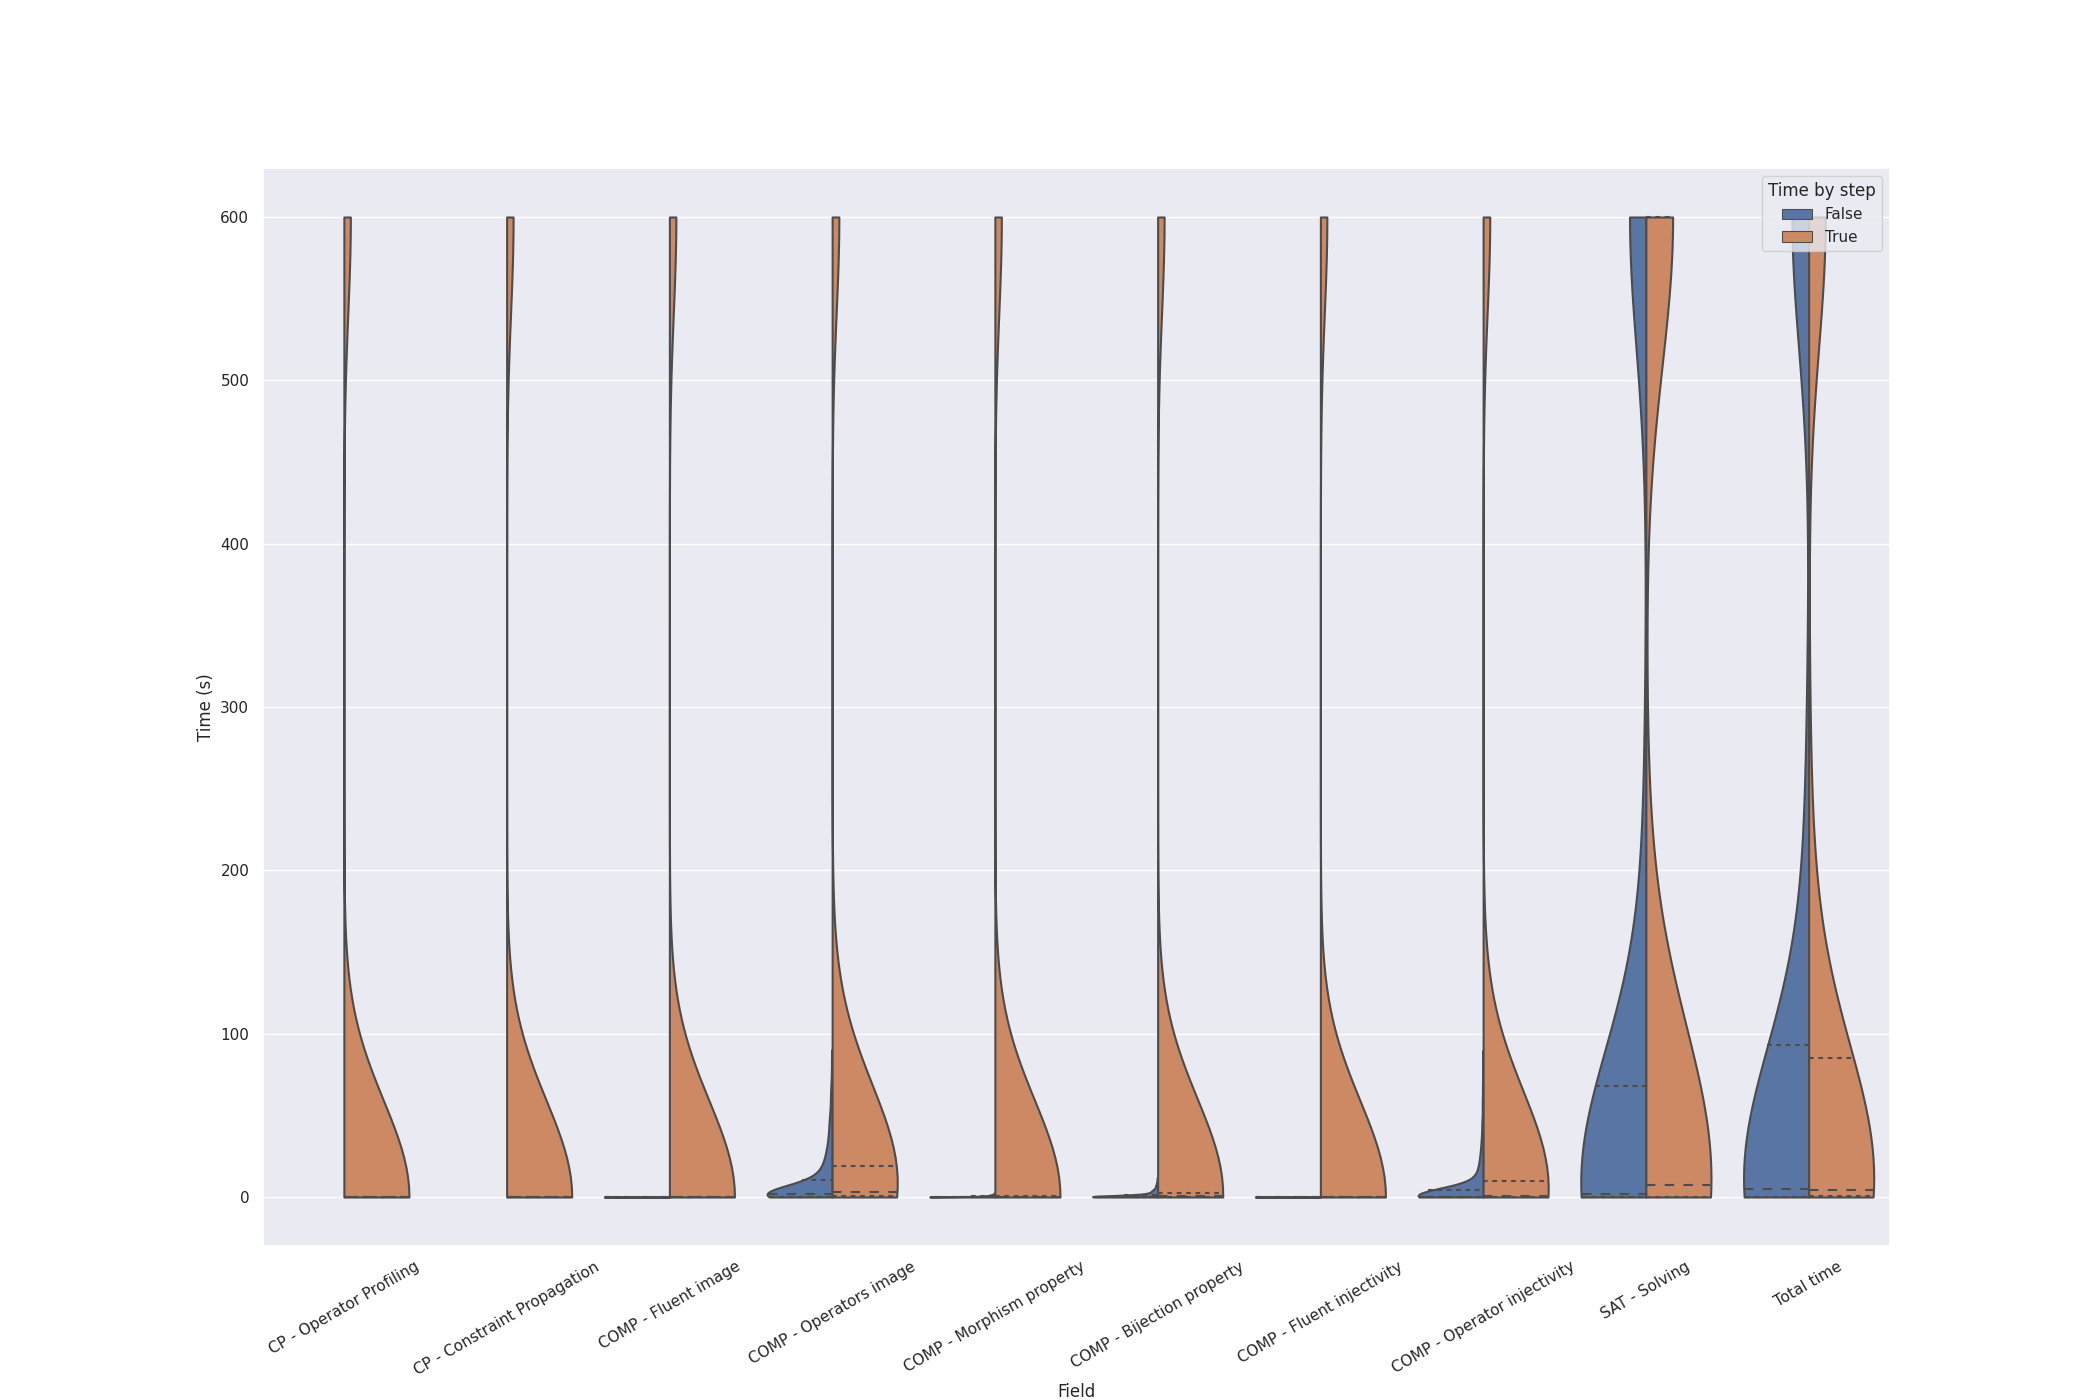 Time by step
False
True
600
500
400
300
200
100
0
Time (s)
CP - Operator Profiling
CP - Constraint Propagation
COMP - Fluent image
COMP - Operators image
COMP - Morphism property
COMP - Bijection property
COMP - Fluent injectivity
COMP - Operator injectivity
SAT - Solving
Total time
Field